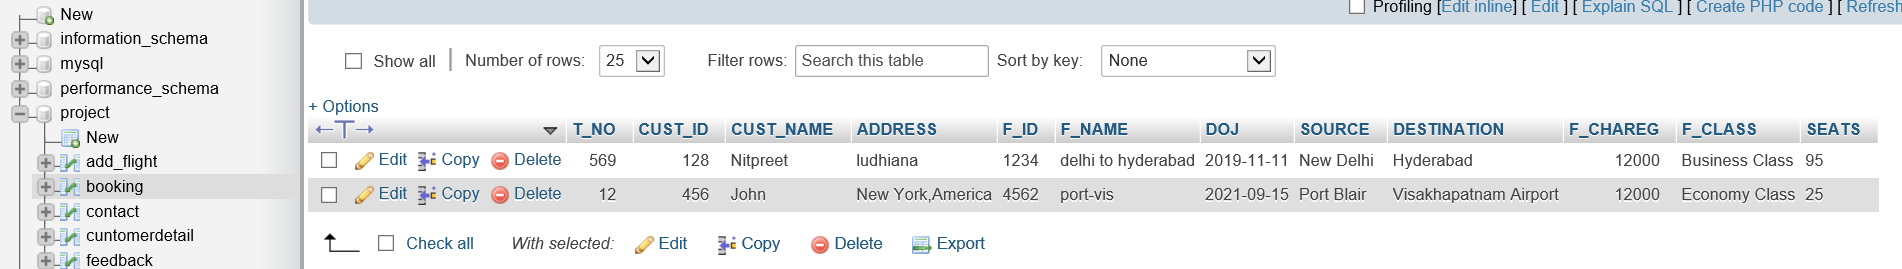 New
information_schema
mysql
performance_schema
project
New
add_flight
booking
contact
cuntomerdetail
feedback
Profiling [Edit inline] [ Edit ] [ Explain SQL ] [ Create PHP code ] [ Refresh
Show all | Number of rows: 25 Filter rows: Search this table Sort by key: None
+ Options
T_NO CUST_ID CUST_NAME ADDRESS F_ID F_NAME DOJ SOURCE DESTINATION F_CHAREG F_CLASS SEATS
Edit Copy Delete 569 128 Nitpreet ludhiana 1234 delhi to hyderabad 2019-11-11 New Delhi Hyderabad 12000 Business Class 95
Edit Copy Delete 12 456 John New York,America 4562 port-vis 2021-09-15 Port Blair Visakhapatnam Airport 12000 Economy Class 25
Check all With selected: Edit Copy Delete Export